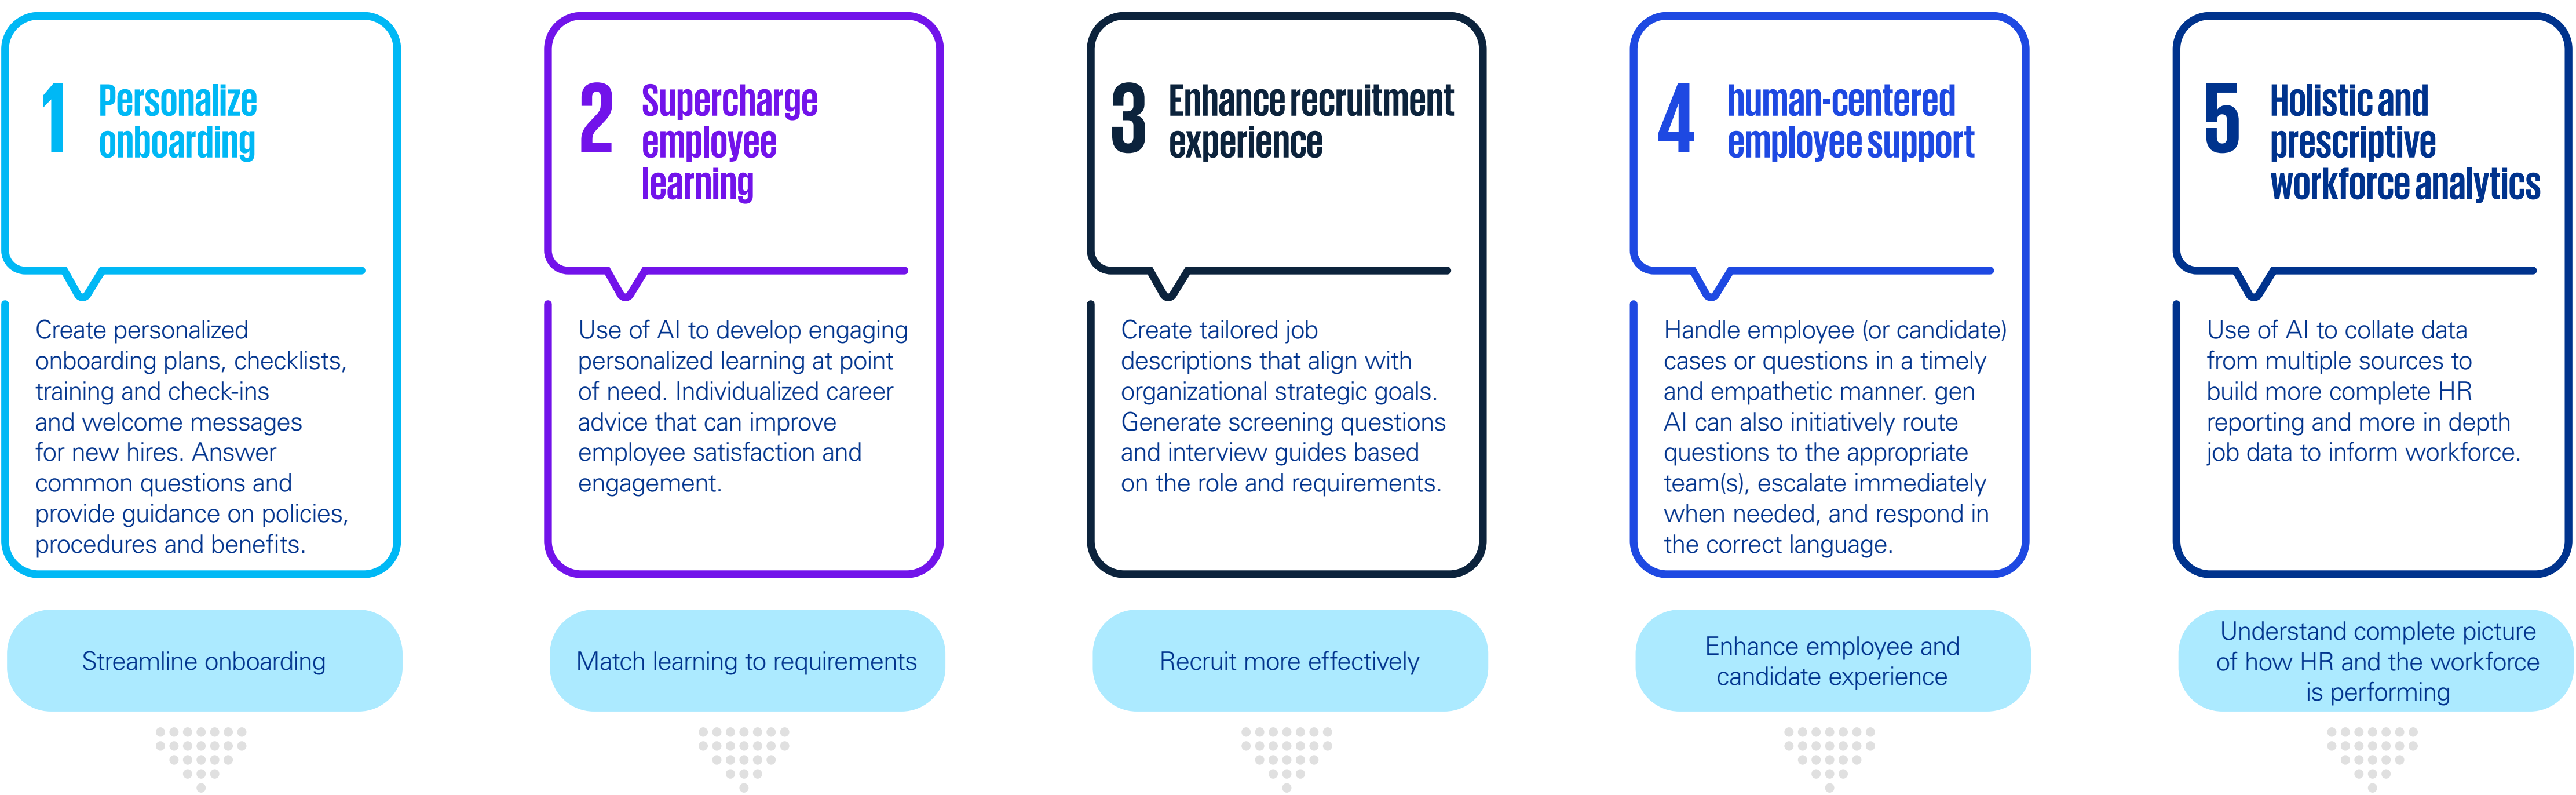 1
Personalize
onboarding
Create personalized
onboarding plans, checklists,
training and check-ins
and welcome messages
for new hires. Answer
common questions and
provide guidance on policies,
procedures and benefits.
Streamline onboarding
2
Supercharge
employee
learning
Use of AI to develop engaging
personalized learning at point
of need. Individualized career
advice that can improve
employee satisfaction and
engagement.
Match learning to requirements
3
Enhance recruitment
experience
Create tailored job
descriptions that align with
organizational strategic goals.
Generate screening questions
and interview guides based
on the role and requirements.
Recruit more effectively
4
human-centered
employee support
Handle employee (or candidate)
cases or questions in a timely
and empathetic manner. gen
AI can also initiatively route
questions to the appropriate
team(s), escalate immediately
when needed, and respond in
the correct language.
Enhance employee and
candidate experience
5
Holistic and
prescriptive
workforce analytics
Use of AI to collate data
from multiple sources to
build more complete HR
reporting and more in depth
job data to inform workforce.
Understand complete picture
of how HR and the workforce
is performing